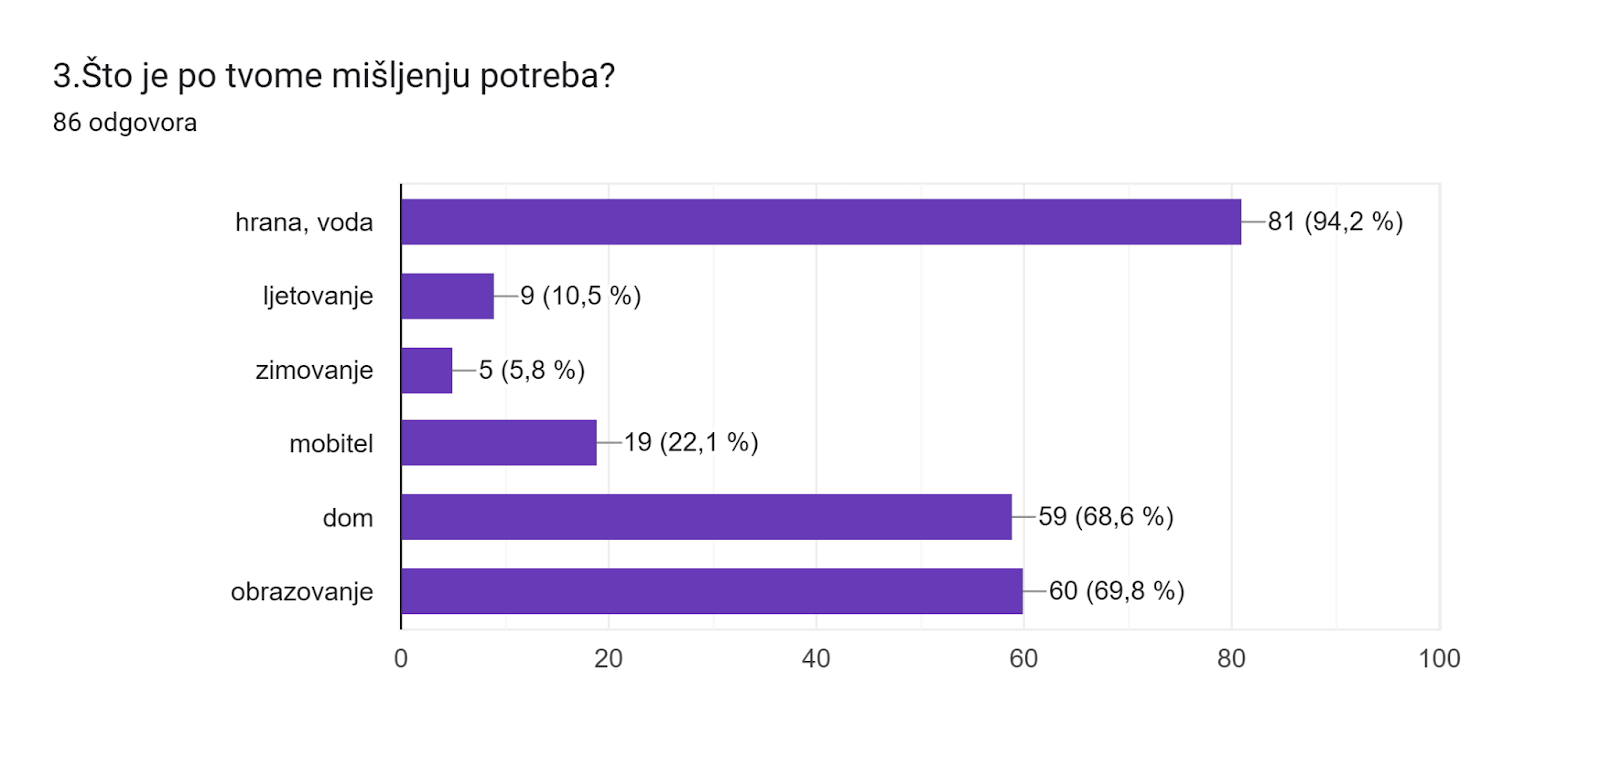 3.Što je po tvome mišljenju potreba?
86 odgovora
hrana, voda 81 (94,2 %)
ljetovanje 9 (10,5 %)
zimovanje 5 (5,8 %)
mobitel 19 (22,1 %)
dom 59 (68,6 %)
obrazovanje 60 (69,8 %)
0 20 40 60 80 100